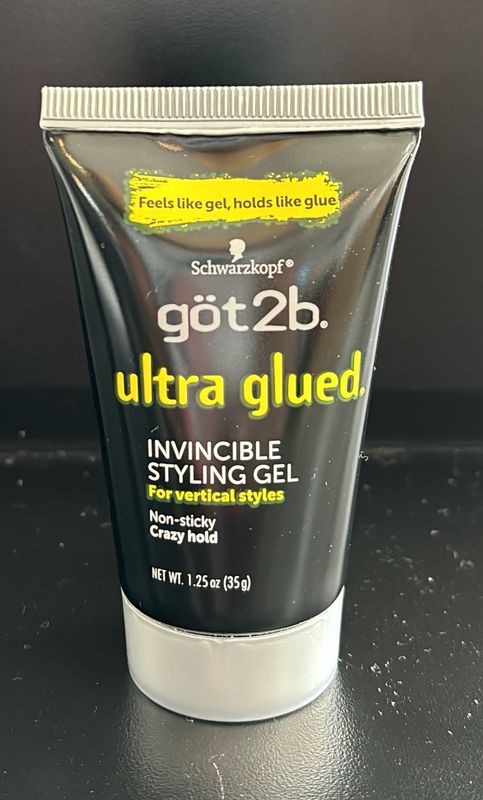 Feels like gel, holds like glue
Schwarzkopf®
göt2b.
ultra glued.
INVINCIBLE
STYLING GEL
For vertical styles
Non-sticky
Crazy hold
NET WT. 1.25 oz (35g)